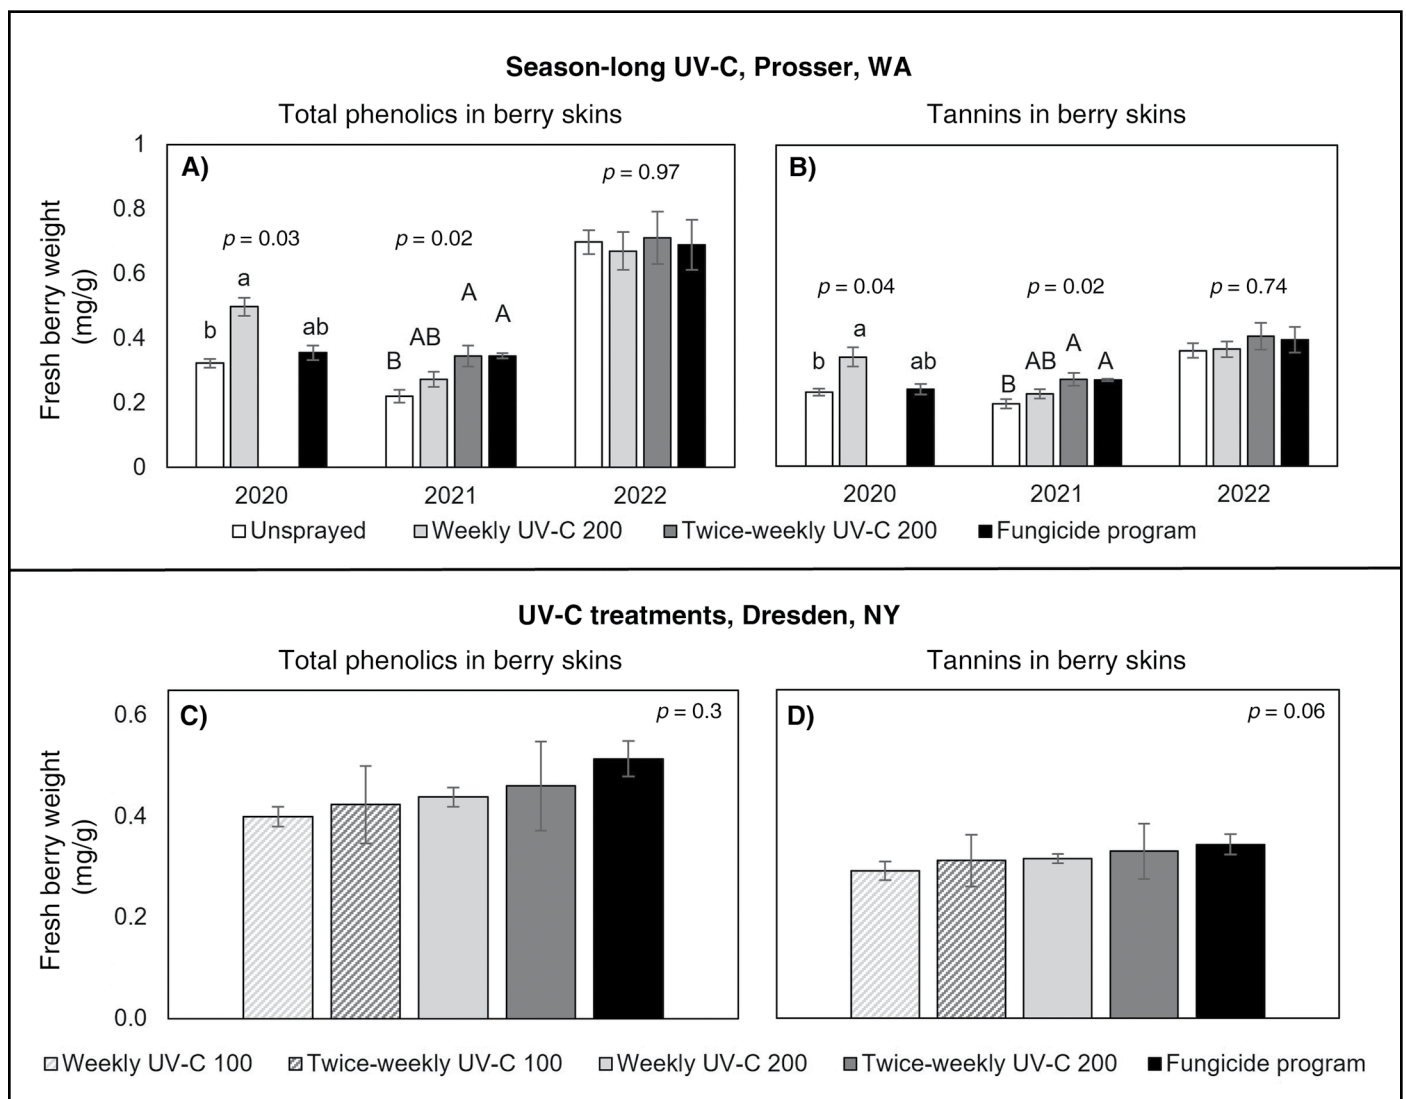 Season-long UV-C, Prosser, WA
Total phenolics in berry skins
Tannins in berry skins
Fresh berry weight
(mg/g)
1
0.8
0.6
0.4
0.2
0
A)
p = 0.03
p = 0.02
p = 0.97
b
a
ab
B
AB
A
A
2020
2021
2022
B)
p = 0.04
p = 0.02
p = 0.74
b
a
ab
B
AB
A
A
2020
2021
2022
Unsprayed Weekly UV-C 200 Twice-weekly UV-C 200 Fungicide program
UV-C treatments, Dresden, NY
Total phenolics in berry skins
Tannins in berry skins
Fresh berry weight
(mg/g)
0.6
0.4
0.2
0.0
C)
p = 0.3
D)
p = 0.06
Weekly UV-C 100 Twice-weekly UV-C 100 Weekly UV-C 200 Twice-weekly UV-C 200 Fungicide program